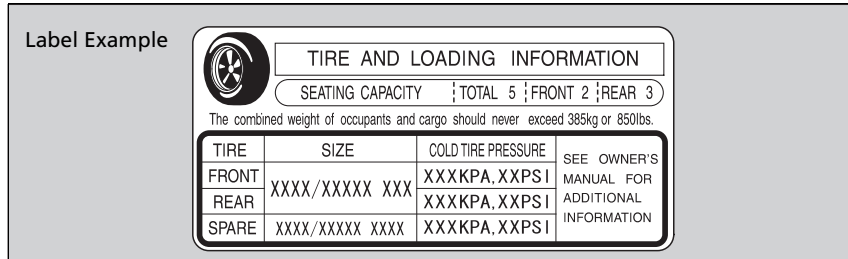 Label Example
TIRE AND LOADING INFORMATION
SEATING CAPACITY TOTAL 5 FRONT 2 REAR 3
The combined weight of occupants and cargo should never exceed 385kg or 850lbs.
TIRE SIZE COLD TIRE PRESSURE
FRONT XXXX/XXXXX XXX XXXKPA,XXPSI
REAR XXXKPA,XXPSI
SPARE XXXX/XXXXX XXXX XXXKPA,XXPSI
SEE OWNER'S
MANUAL FOR
ADDITIONAL
INFORMATION